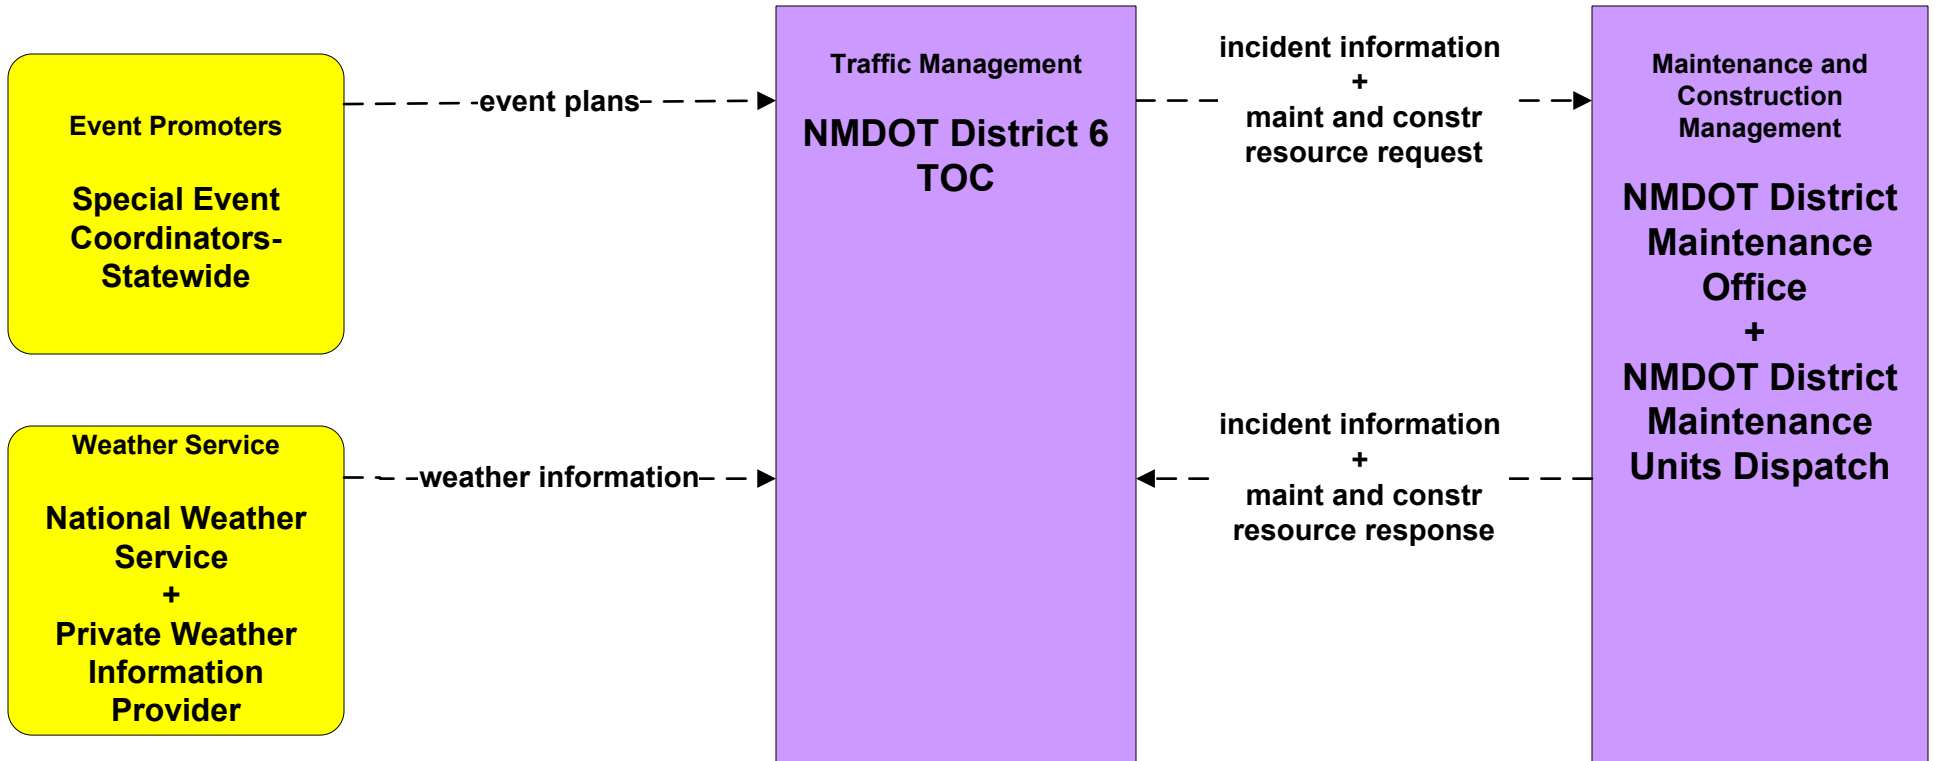 Event Promoters
Special Event
Coordinators-
Statewide
event plans
Weather Service
National Weather
Service
+
Private Weather
Information
Provider
weather information
Traffic Management
NMDOT District 6
TOC
incident information
+
maint and constr
resource request
incident information
+
maint and constr
resource response
Maintenance and
Construction
Management
NMDOT District
Maintenance
Office
+
NMDOT District
Maintenance
Units Dispatch